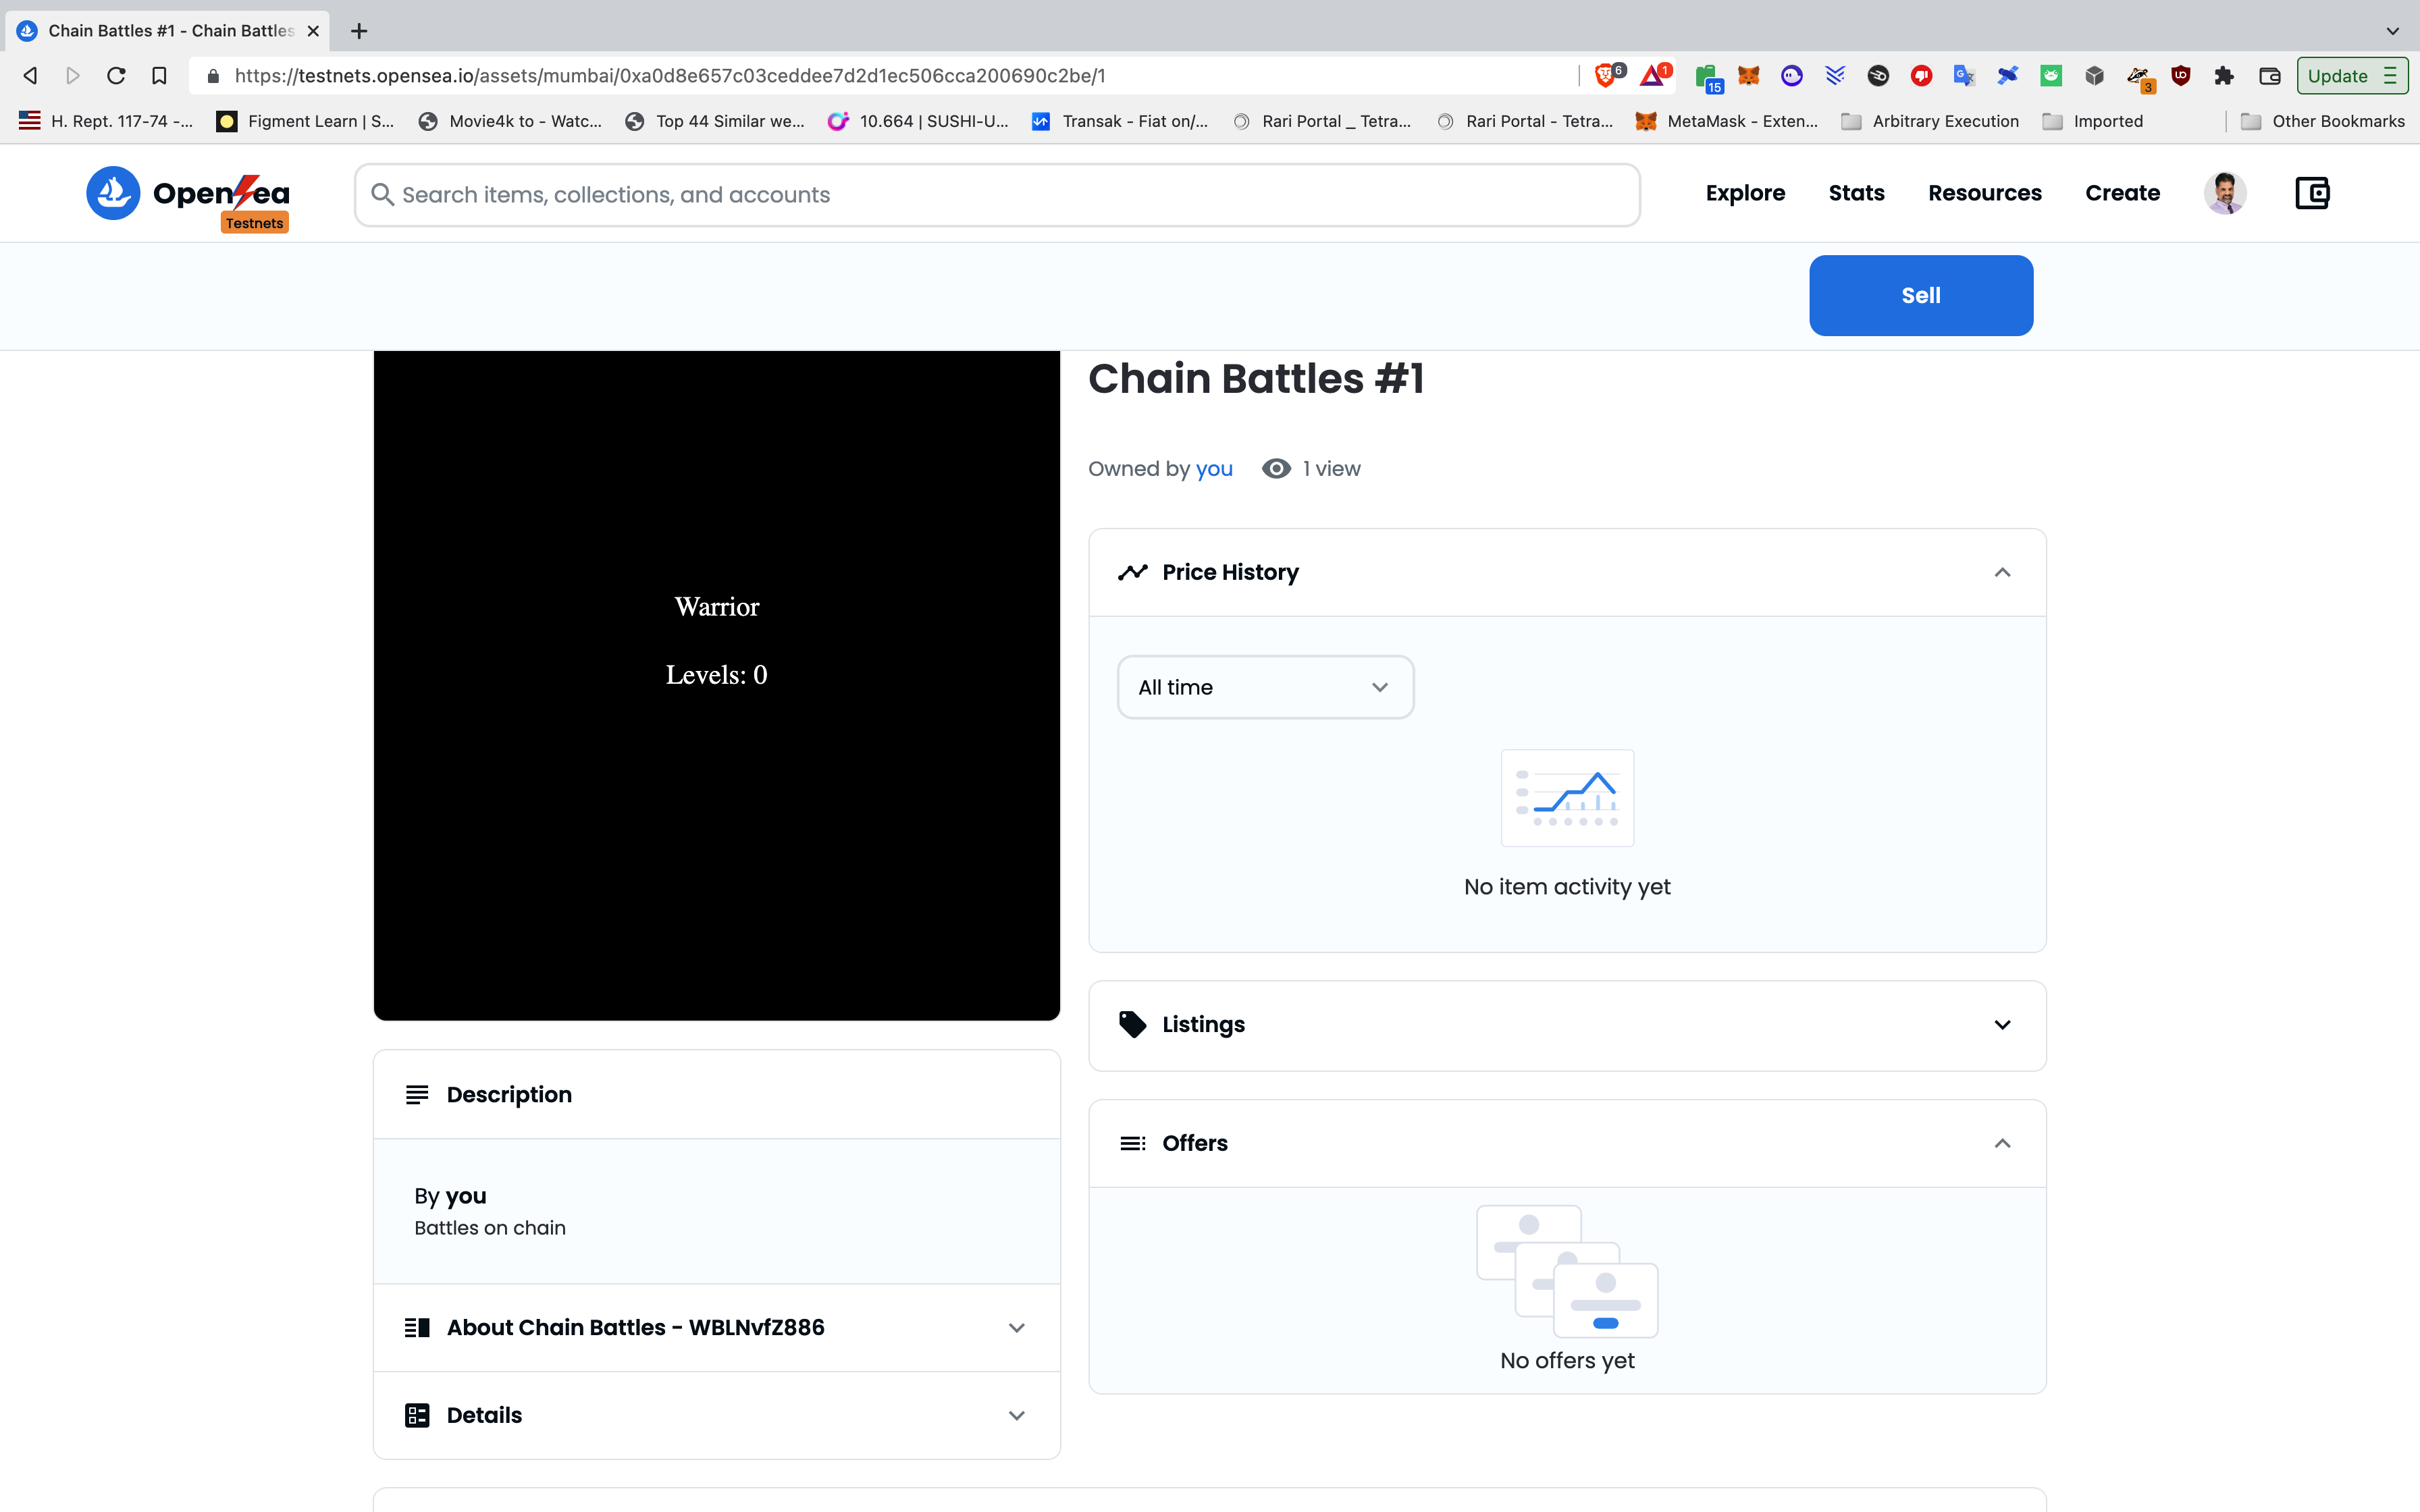 Chain Battles #1 - Chain Battles
https://testnets.opensea.io/assets/mumbai/0xa0d8e657c03ceddee7d2d1ec506cca200690c2be/1
6
1
15
3
Update
H. Rept. 117-74 -...
Figment Learn | S...
Movie4k to - Watc...
Top 44 Similar we...
10.664 | SUSHI-U...
Transak - Fiat on/...
Rari Portal _ Tetra...
Rari Portal - Tetra...
MetaMask - Exten...
Arbitrary Execution
Imported
Other Bookmarks
OpenSea
Testnets
Search items, collections, and accounts
Explore
Stats
Resources
Create
Sell
Warrior
Levels: 0
Description
By you
Battles on chain
About Chain Battles - WBLNvfZ886
Details
Chain Battles #1
Owned by you
1 view
Price History
All time
No item activity yet
Listings
Offers
No offers yet